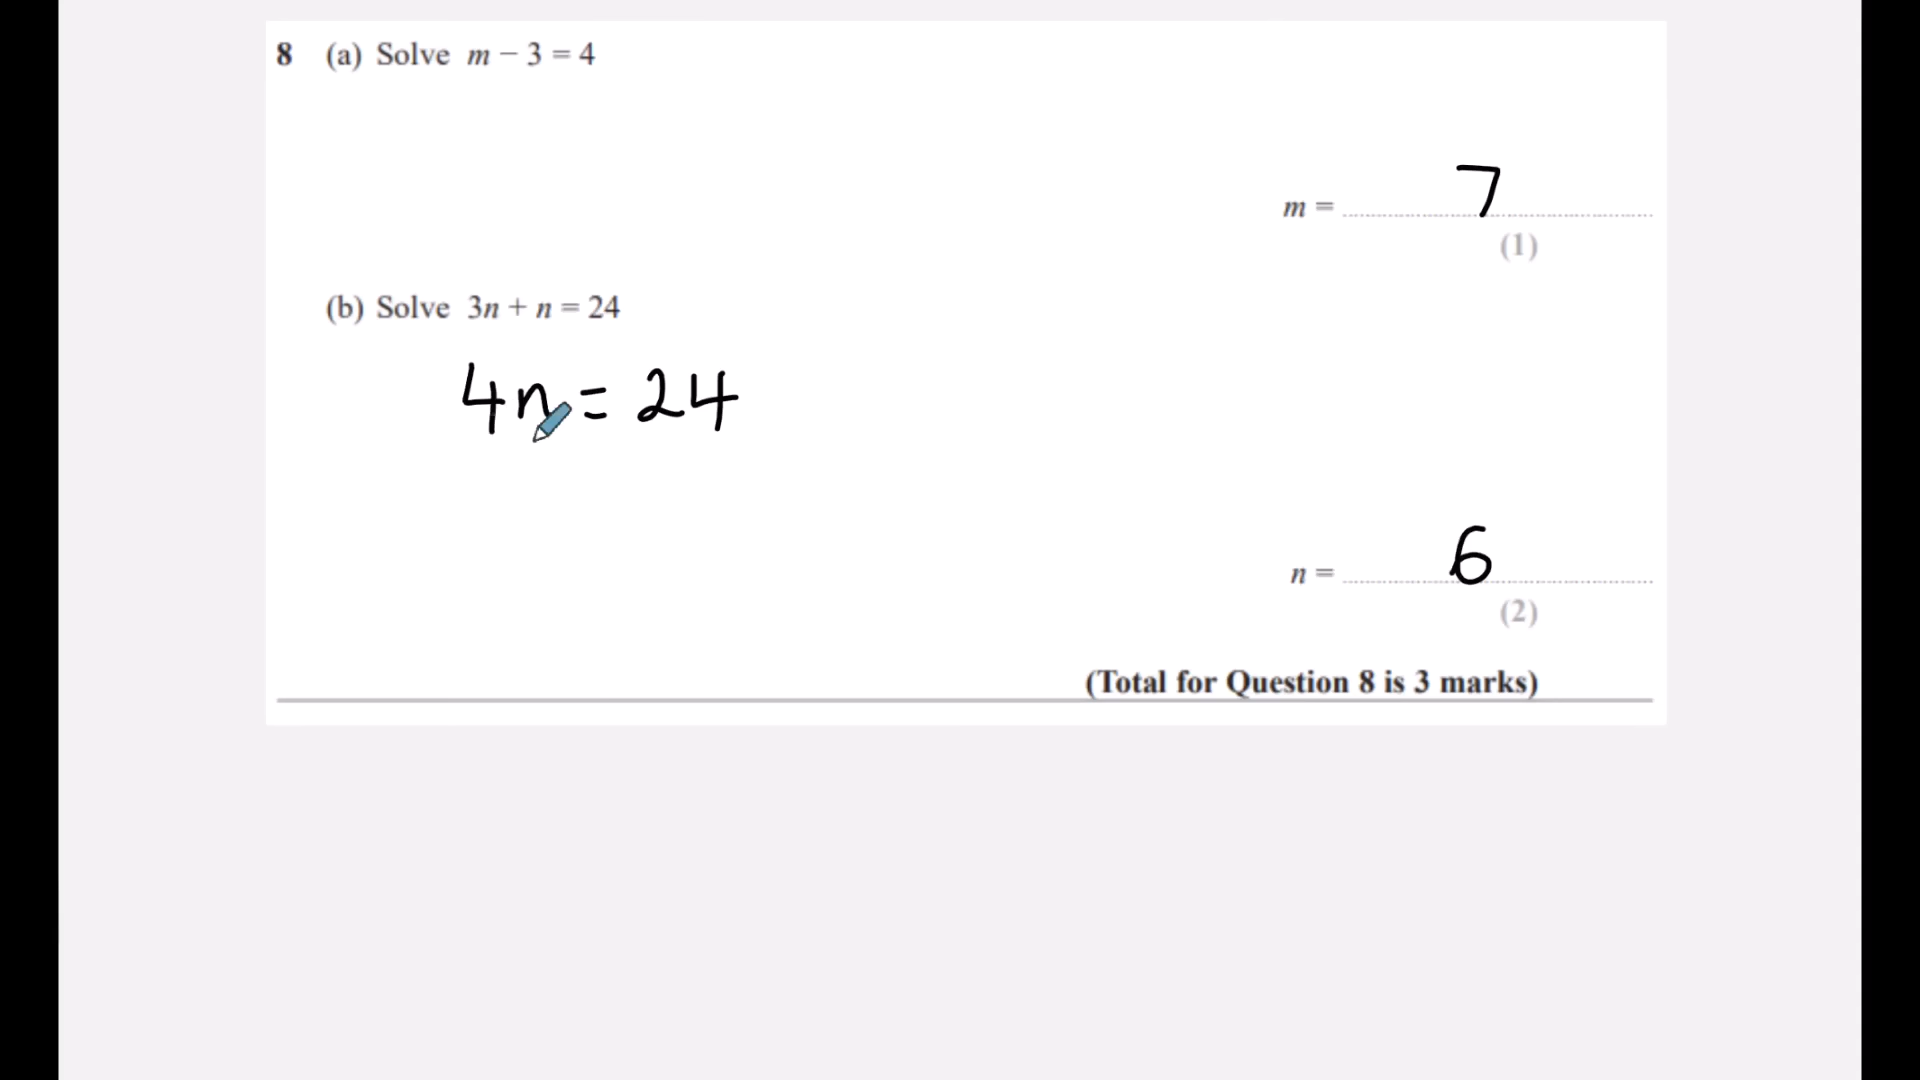 8 (a) Solve m − 3 = 4
m = 7
(1)
(b) Solve 3n + n = 24
4n = 24
n = 6
(2)
(Total for Question 8 is 3 marks)